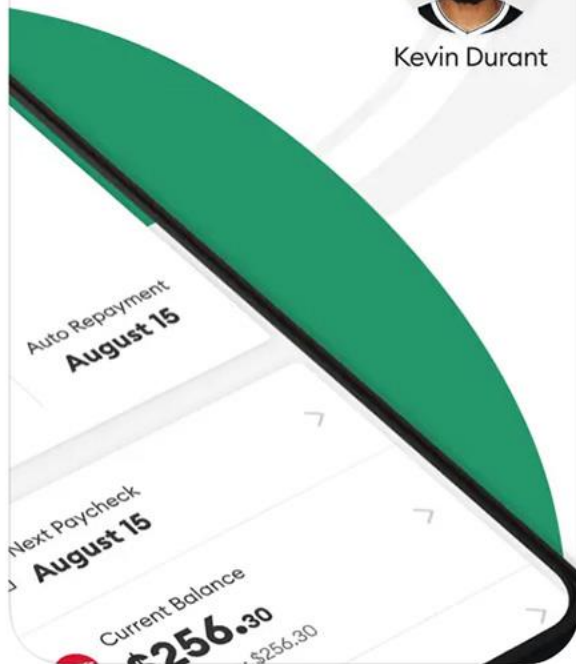 Kevin Durant
Auto Repayment
August 15
Next Paycheck
August 15
Current Balance
$256.30
$256.30